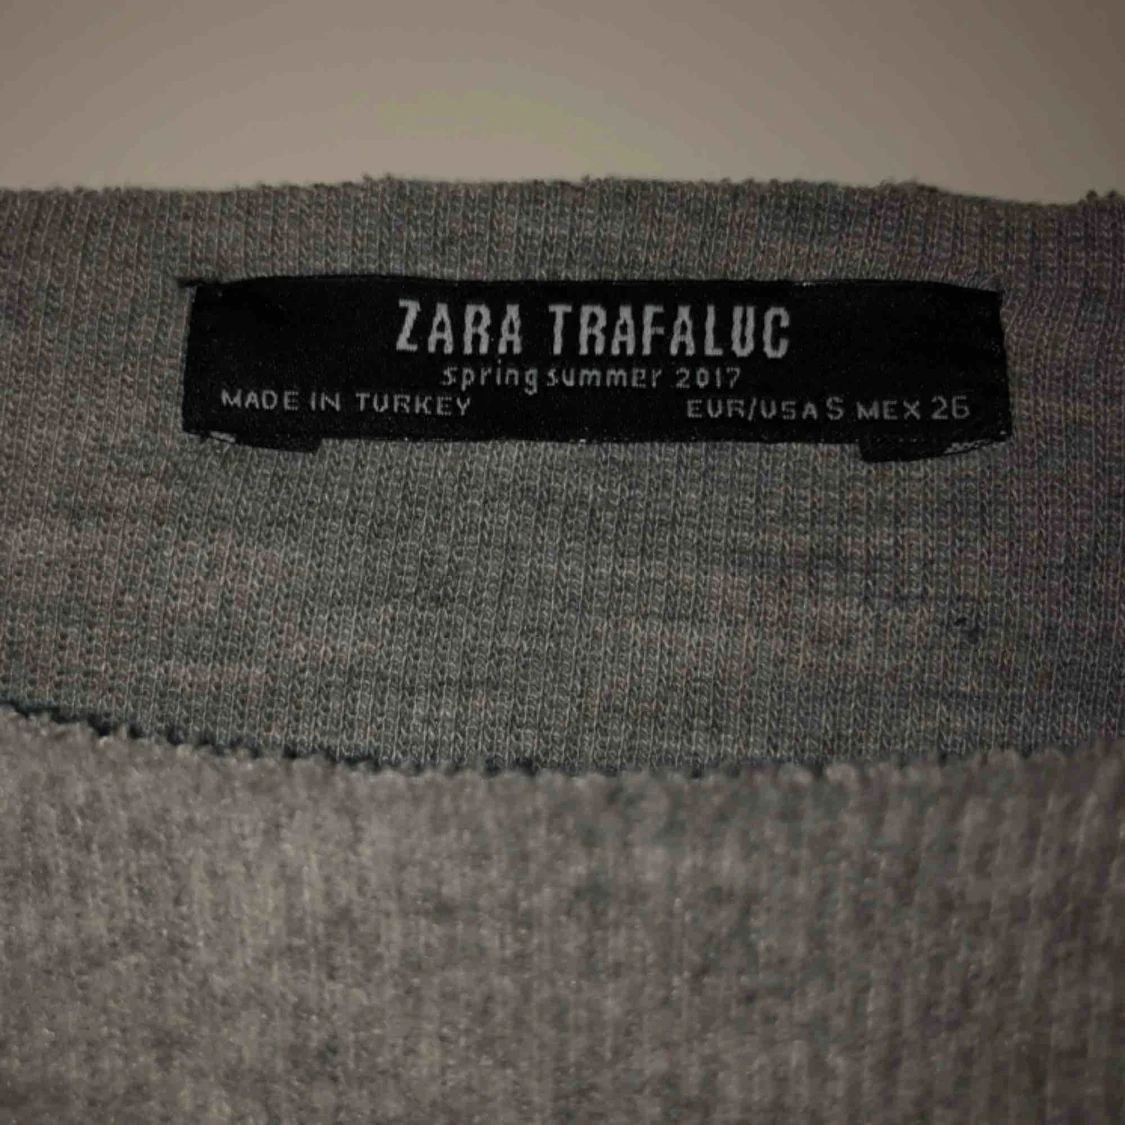 ZARA TRAFALUC
spring summer 2017
MADE IN TURKEY EUR/USA S MEX 26